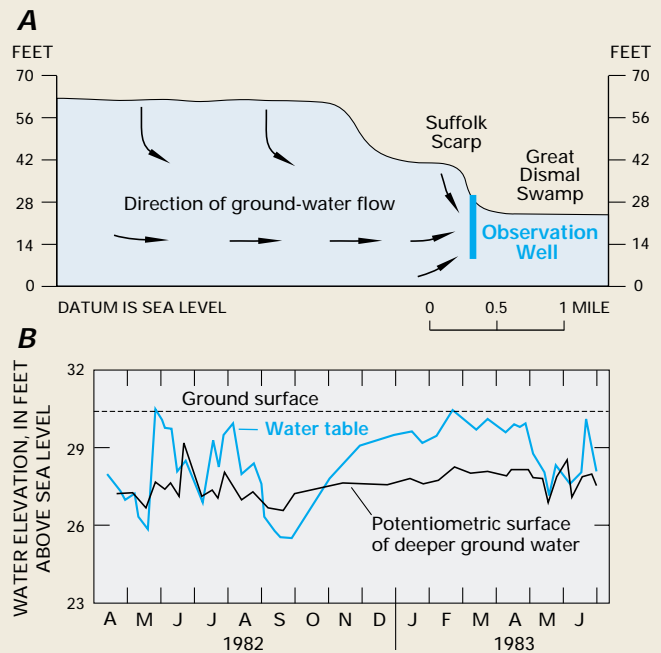 A
FEET
FEET
70
56
42
28
14
0
70
56
42
28
14
0
Suffolk
Scarp
Great
Dismal
Swamp
Direction of ground-water flow
Observation
Well
DATUM IS SEA LEVEL
0 0.5 1 MILE
B
WATER ELEVATION, IN FEET
ABOVE SEA LEVEL
32
29
26
23
Ground surface
Water table
Potentiometric surface
of deeper ground water
A M J J A S O N D J F M A M J
1982 1983